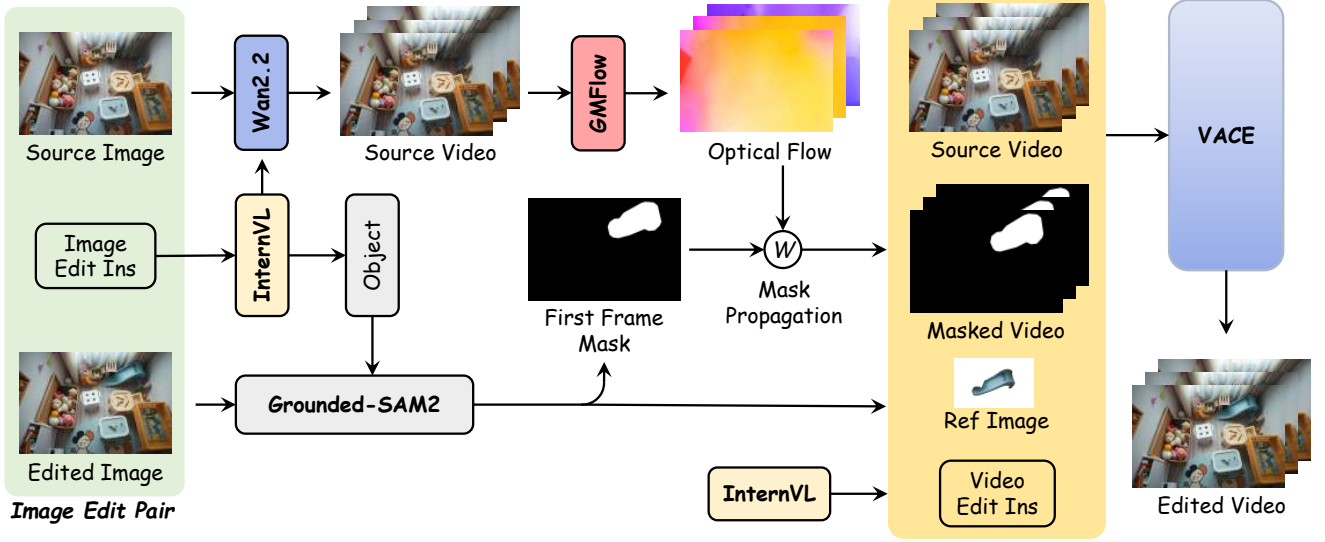 Source Image
Wan2.2
Source Video
GMFlow
Optical Flow
Source Video
VACE
Image
Edit Ins
InternVL
Object
First Frame
Mask
W
Mask
Propagation
Masked Video
Edited Image
Image Edit Pair
Grounded-SAM2
Ref Image
InternVL
Video
Edit Ins
Edited Video